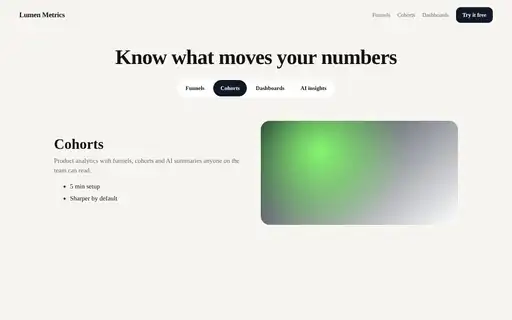 Lumen Metrics
Funnels Cohorts Dashboards Try it free
Know what moves your numbers
Funnels Cohorts Dashboards AI insights
Cohorts
Product analytics with funnels, cohorts and AI summaries anyone on the
team can read.
5 min setup
Sharper by default